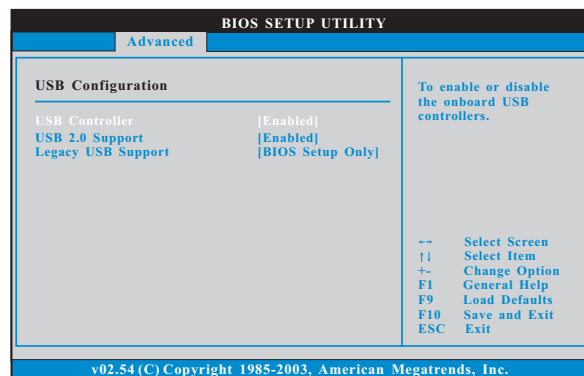 BIOS SETUP UTILITY
Advanced
USB Configuration
USB Controller [Enabled]
USB 2.0 Support [Enabled]
Legacy USB Support [BIOS Setup Only]
To enable or disable
the onboard USB
controllers.
←→ Select Screen
↑↓ Select Item
+- Change Option
F1 General Help
F9 Load Defaults
F10 Save and Exit
ESC Exit
v02.54 (C) Copyright 1985-2003, American Megatrends, Inc.